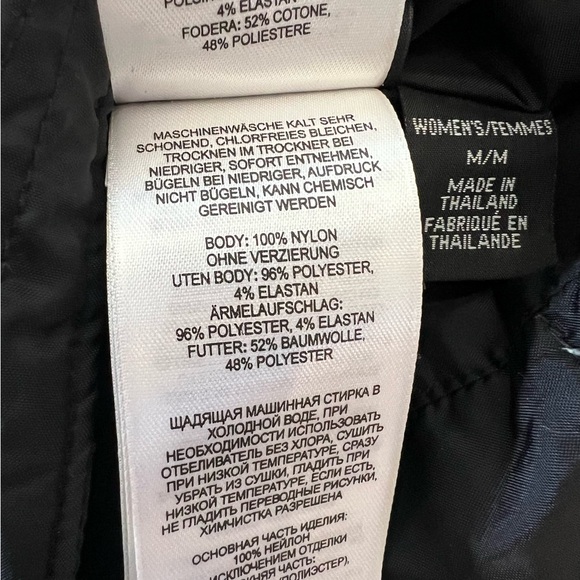 4% ELASTAN
FODERA: 52% COTONE,
48% POLIESTERE
MASCHINENWÄSCHE KALT SEHR
SCHONEND, CHLORFREIES BLEICHEN,
TROCKNEN IM TROCKNER BEI
NIEDRIGER, SOFORT ENTNEHMEN,
BÜGELN BEI NIEDRIGER, AUFDRUCK
NICHT BÜGELN, KANN CHEMISCH
GEREINIGT WERDEN
BODY: 100% NYLON
OHNE VERZIERUNG
UTEN BODY: 96% POLYESTER,
4% ELASTAN
ÄRMELAUFSCHLAG:
96% POLYESTER, 4% ELASTAN
FUTTER: 52% BAUMWOLLE,
48% POLYESTER
ЩАДЯЩАЯ МАШИННАЯ СТИРКА В
ХОЛОДНОЙ ВОДЕ, ПРИ
НЕОБХОДИМОСТИ ИСПОЛЬЗОВАТЬ
ОТБЕЛИВАТЕЛЬ БЕЗ ХЛОРА, СУШИТЬ
ПРИ НИЗКОЙ ТЕМПЕРАТУРЕ, СРАЗУ
УБРАТЬ ИЗ СУШКИ, ГЛАДИТЬ ПРИ
НИЗКОЙ ТЕМПЕРАТУРЕ, ЕСЛИ ЕСТЬ,
НЕ ГЛАДИТЬ ПЕРЕВОДНЫЕ РИСУНКИ,
ХИМЧИСТКА РАЗРЕШЕНА
ОСНОВНАЯ ЧАСТЬ ИЗДЕЛИЯ:
100% НЕЙЛОН
ИСКЛЮЧЕНИЕМ ОТДЕЛКИ
WOMEN'S/FEMMES
M/M
MADE IN
THAILAND
FABRIQUÉ EN
THAILANDE